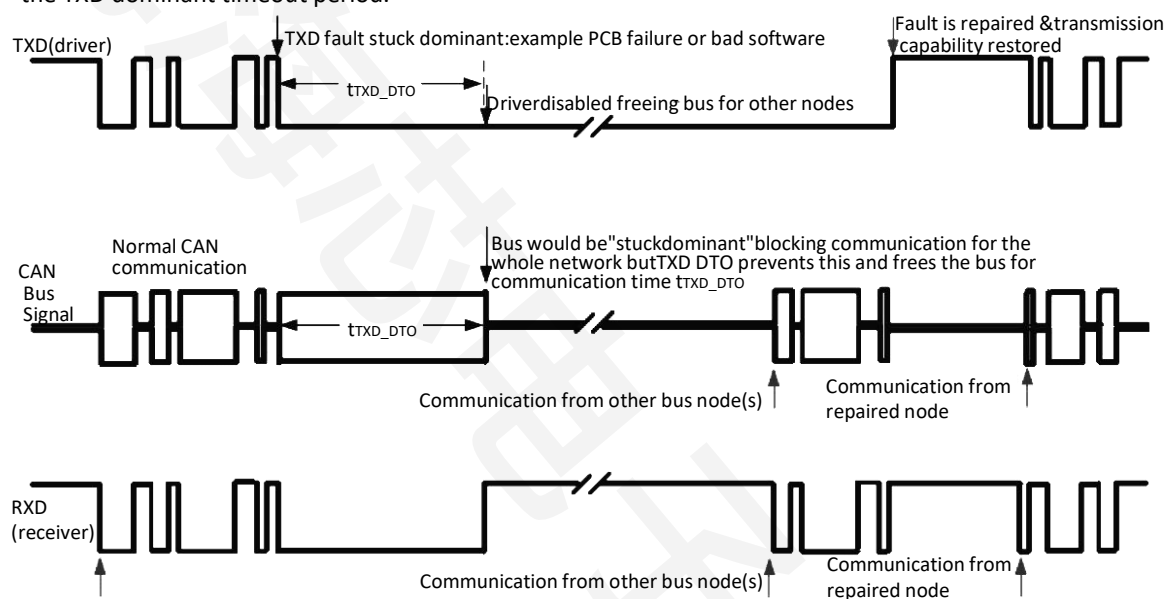 the TXD dominant timeout period.
TXD(driver)
TXD fault stuck dominant:example PCB failure or bad software
Fault is repaired &transmission
capability restored
tTXD_DTO
Driverdisabled freeing bus for other nodes
Normal CAN
communication
CAN
Bus
Signal
Bus would be"stuckdominant"blocking communication for the
whole network butTXD DTO prevents this and frees the bus for
communication time tTXD_DTO
tTXD_DTO
Communication from other bus node(s)
Communication from
repaired node
RXD
(receiver)
Communication from other bus node(s)
Communication from
repaired node